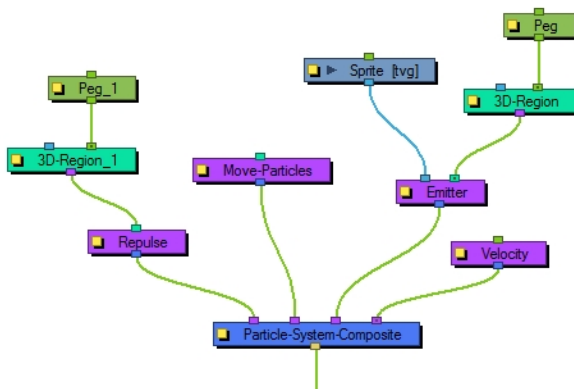 Peg
Sprite [tvg]
Peg_1
3D-Region
3D-Region_1
Move-Particles
Emitter
Repulse
Velocity
Particle-System-Composite